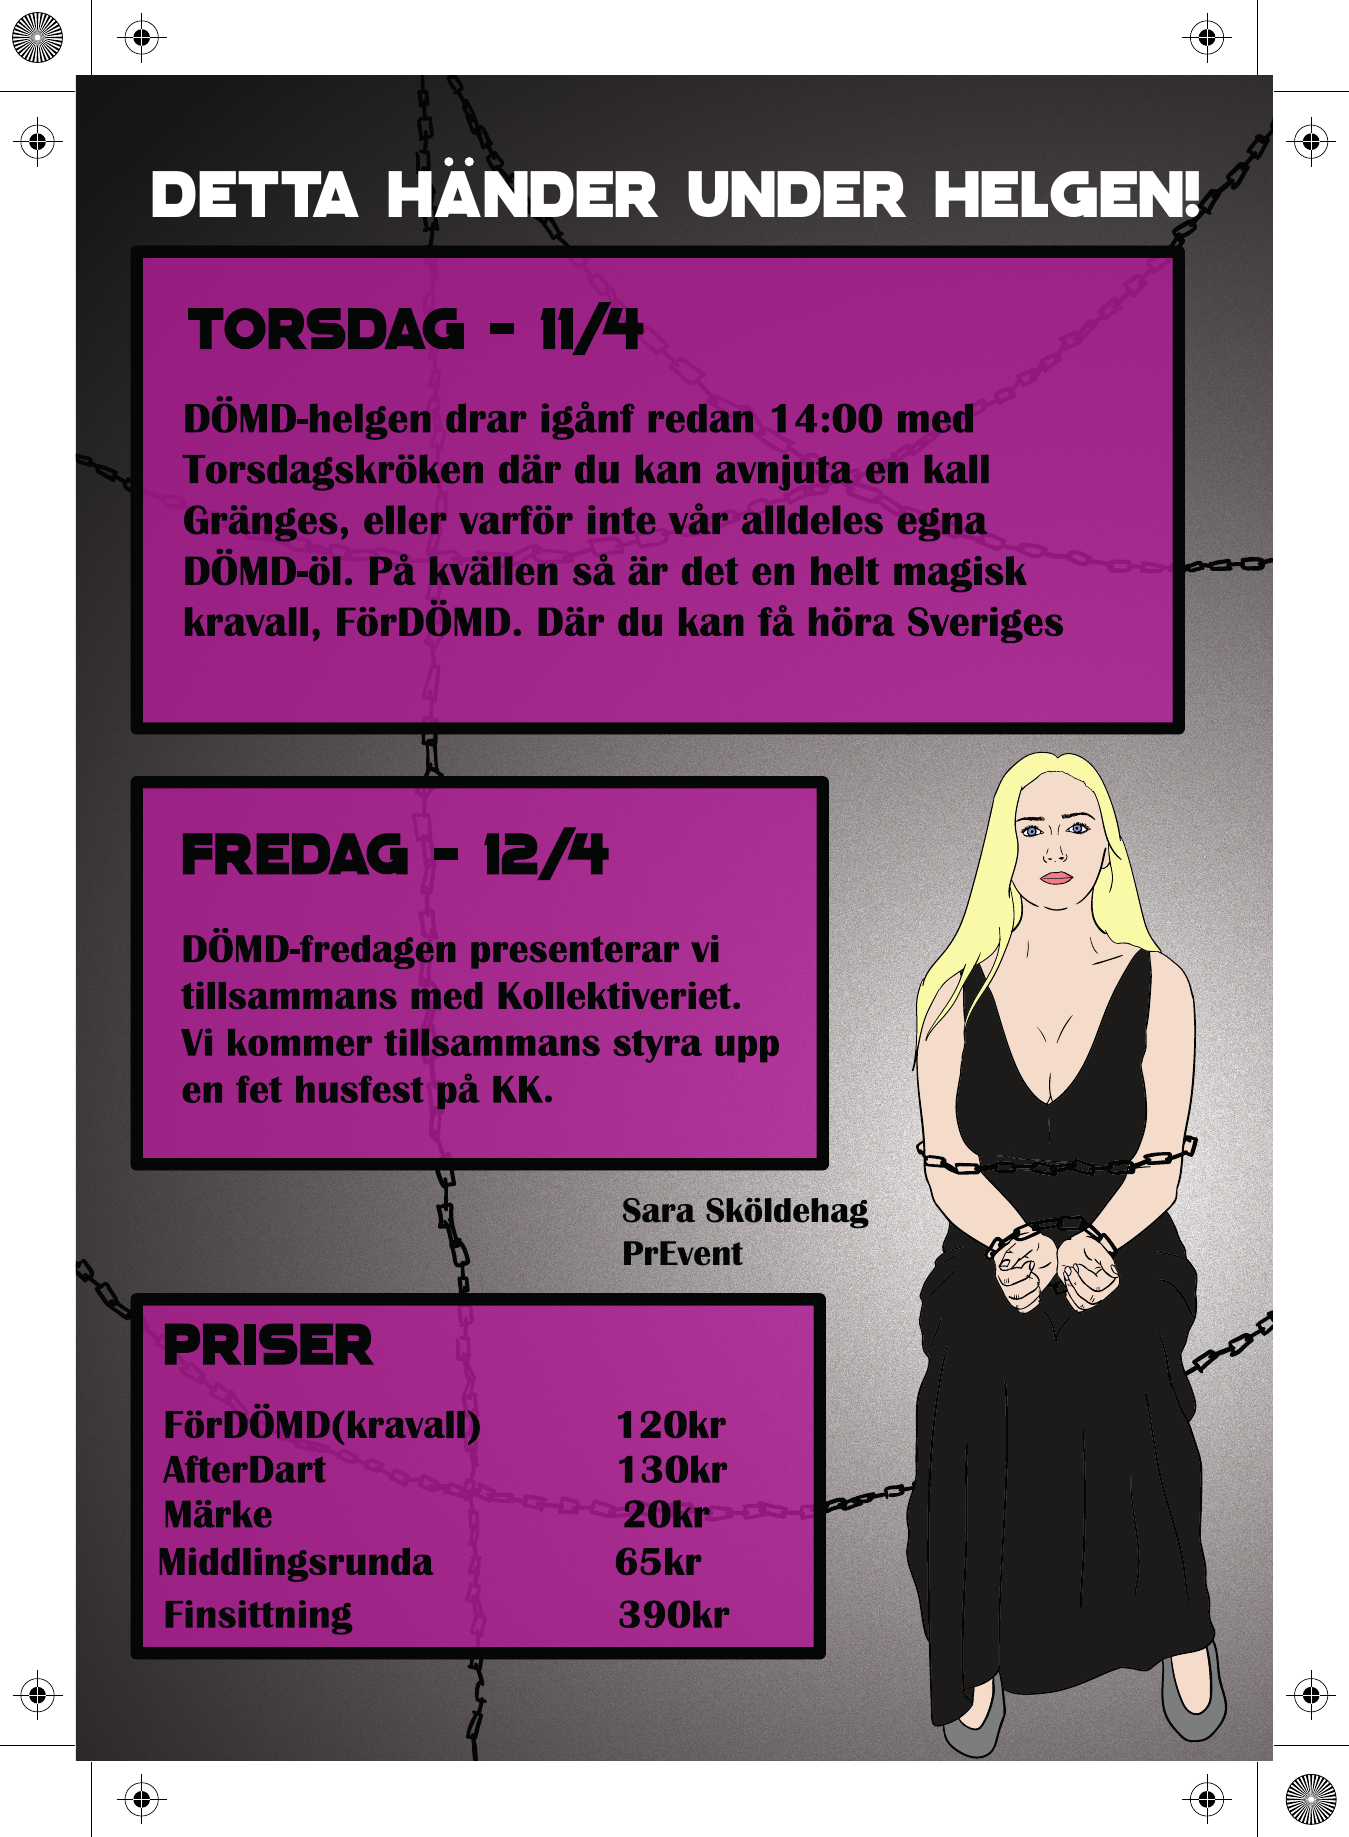 DETTA HÄNDER UNDER HELGEN!
TORSDAG - 11/4
DÖMD-helgen drar igånf redan 14:00 med
Torsdagskröken där du kan avnjuta en kall
Gränges, eller varför inte vår alldeles egna
DÖMD-öl. På kvällen så är det en helt magisk
kravall, FörDÖMD. Där du kan få höra Sveriges
FREDAG - 12/4
DÖMD-fredagen presenterar vi
tillsammans med Kollektiveriet.
Vi kommer tillsammans styra upp
en fet husfest på KK.
Sara Sköldehag
PrEvent
PRISER
FörDÖMD(kravall) 120kr
AfterDart 130kr
Märke 20kr
Middlingsrunda 65kr
Finsittning 390kr